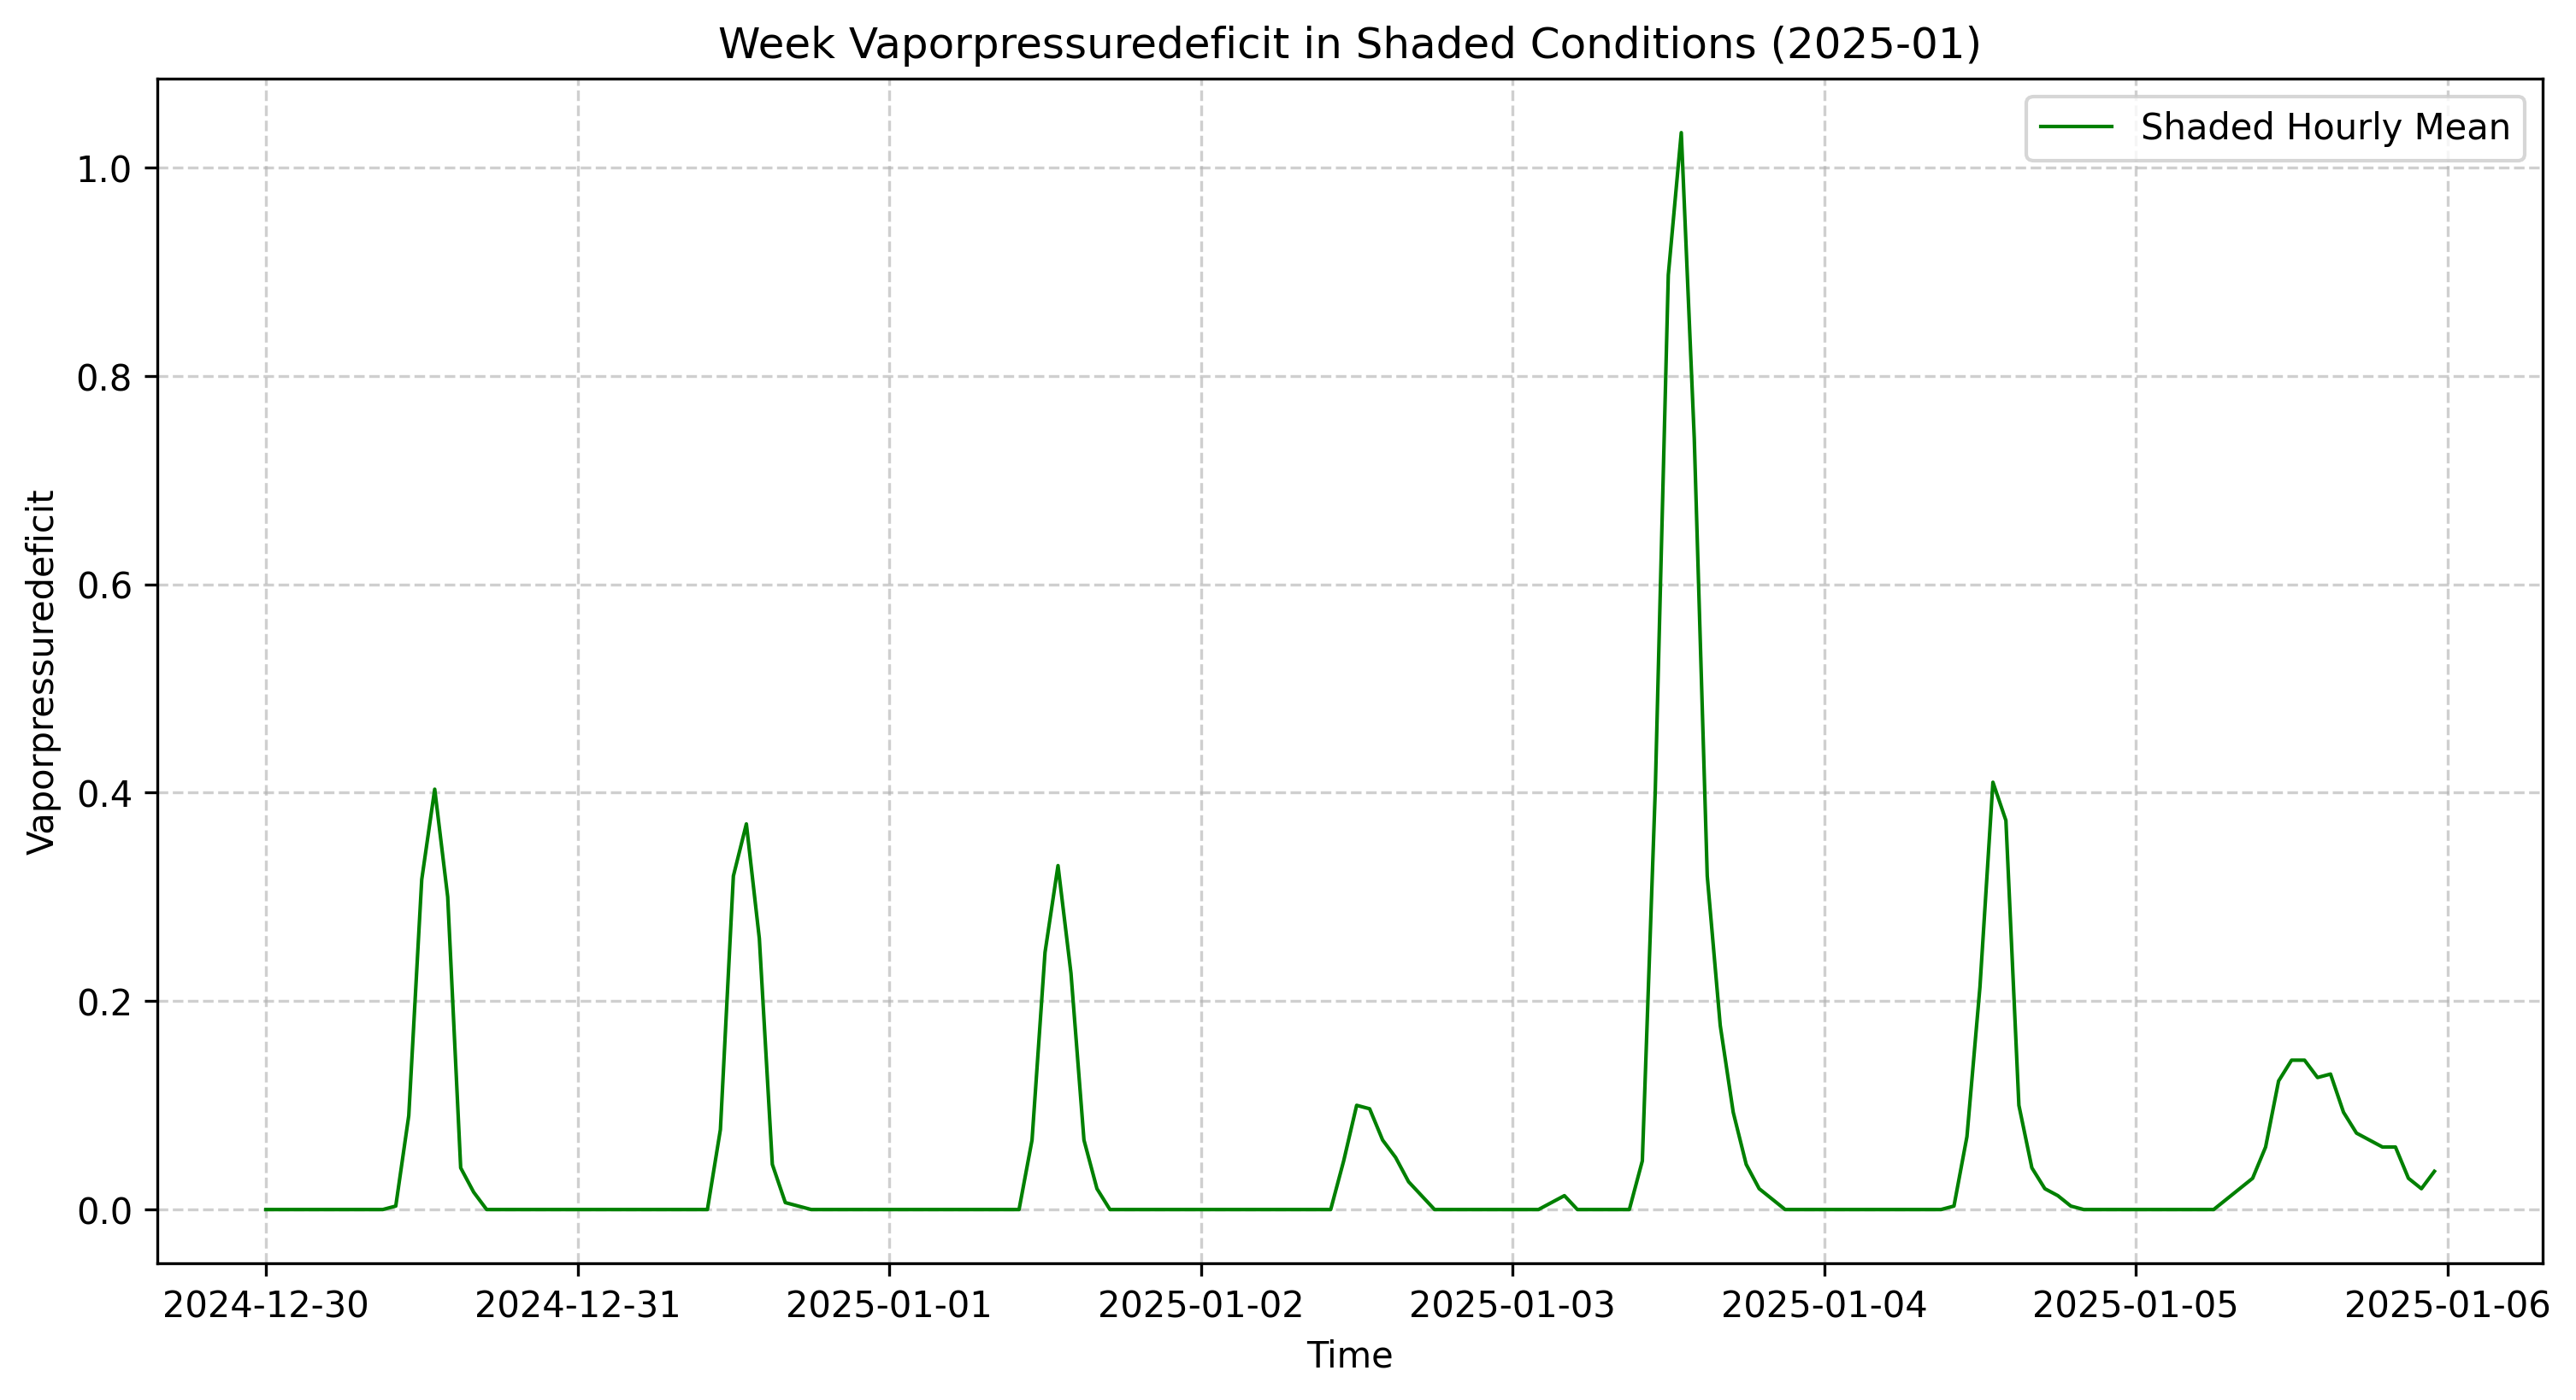 Week Vaporpressuredeficit in Shaded Conditions (2025-01)
Shaded Hourly Mean
Vaporpressuredeficit
1.0
0.8
0.6
0.4
0.2
0.0
2024-12-30 2024-12-31 2025-01-01 2025-01-02 2025-01-03 2025-01-04 2025-01-05 2025-01-06
Time